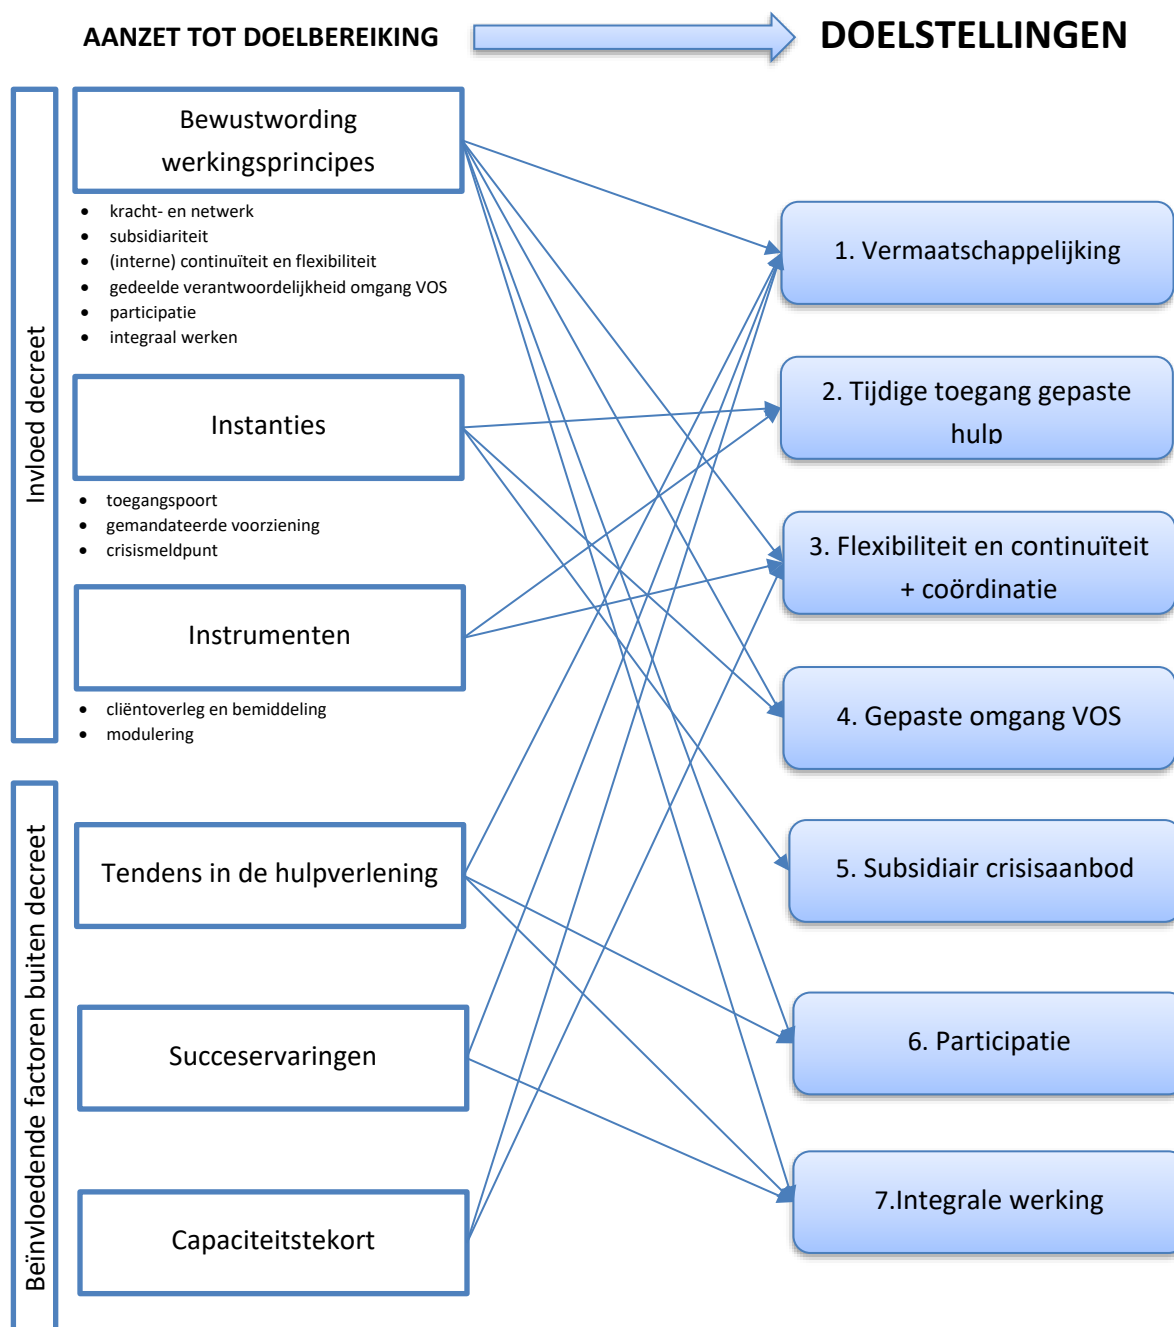 AANZET TOT DOELBEREIKING
DOELSTELLINGEN
Invloed decreet
Bewustwording
werkingsprincipes
• kracht- en netwerk
• subsidiariteit
• (interne) continuïteit en flexibiliteit
• gedeelde verantwoordelijkheid omgang VOS
• participatie
• integraal werken
Instanties
• toegangspoort
• gemandateerde voorziening
• crisismeldpunt
Instrumenten
• cliëntoverleg en bemiddeling
• modulering
Beïnvloedende factoren buiten decreet
Tendens in de hulpverlening
Succeservaringen
Capaciteitstekort
1. Vermaatschappelijking
2. Tijdige toegang gepaste
hulp
3. Flexibiliteit en continuïteit
+ coördinatie
4. Gepaste omgang VOS
5. Subsidiair crisisaanbod
6. Participatie
7.Integrale werking